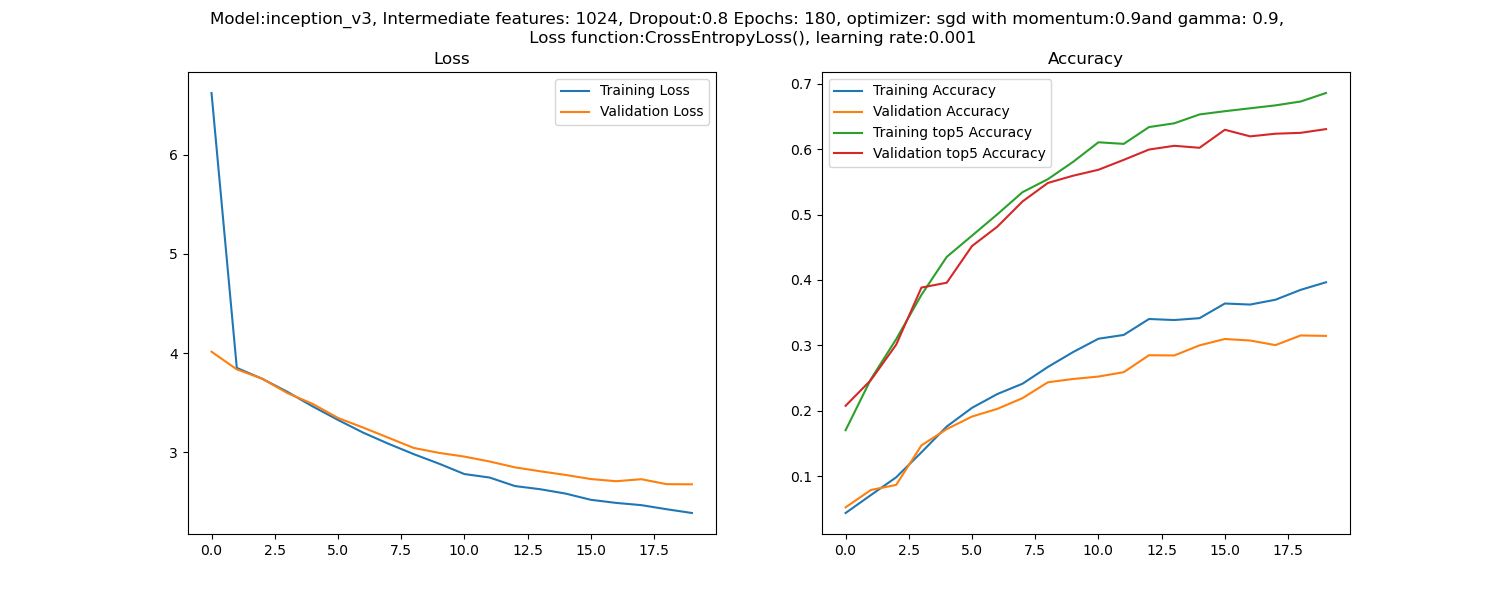 Model:inception_v3, Intermediate features: 1024, Dropout:0.8 Epochs: 180, optimizer: sgd with momentum:0.9and gamma: 0.9,
Loss function:CrossEntropyLoss(), learning rate:0.001
Loss
Training Loss
Validation Loss
6
5
4
3
0.0 2.5 5.0 7.5 10.0 12.5 15.0 17.5
Accuracy
Training Accuracy
Validation Accuracy
Training top5 Accuracy
Validation top5 Accuracy
0.7
0.6
0.5
0.4
0.3
0.2
0.1
0.0 2.5 5.0 7.5 10.0 12.5 15.0 17.5